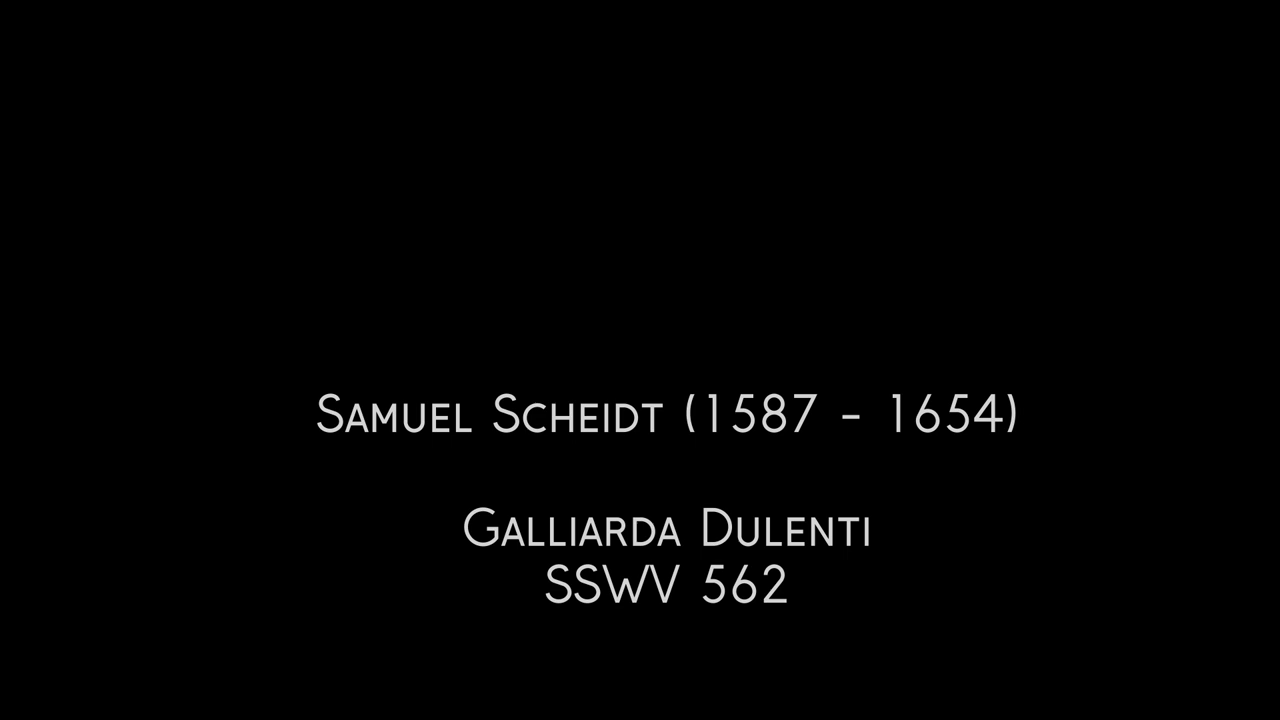 Samuel Scheidt (1587 - 1654)
Galliarda Dulenti
SSWV 562